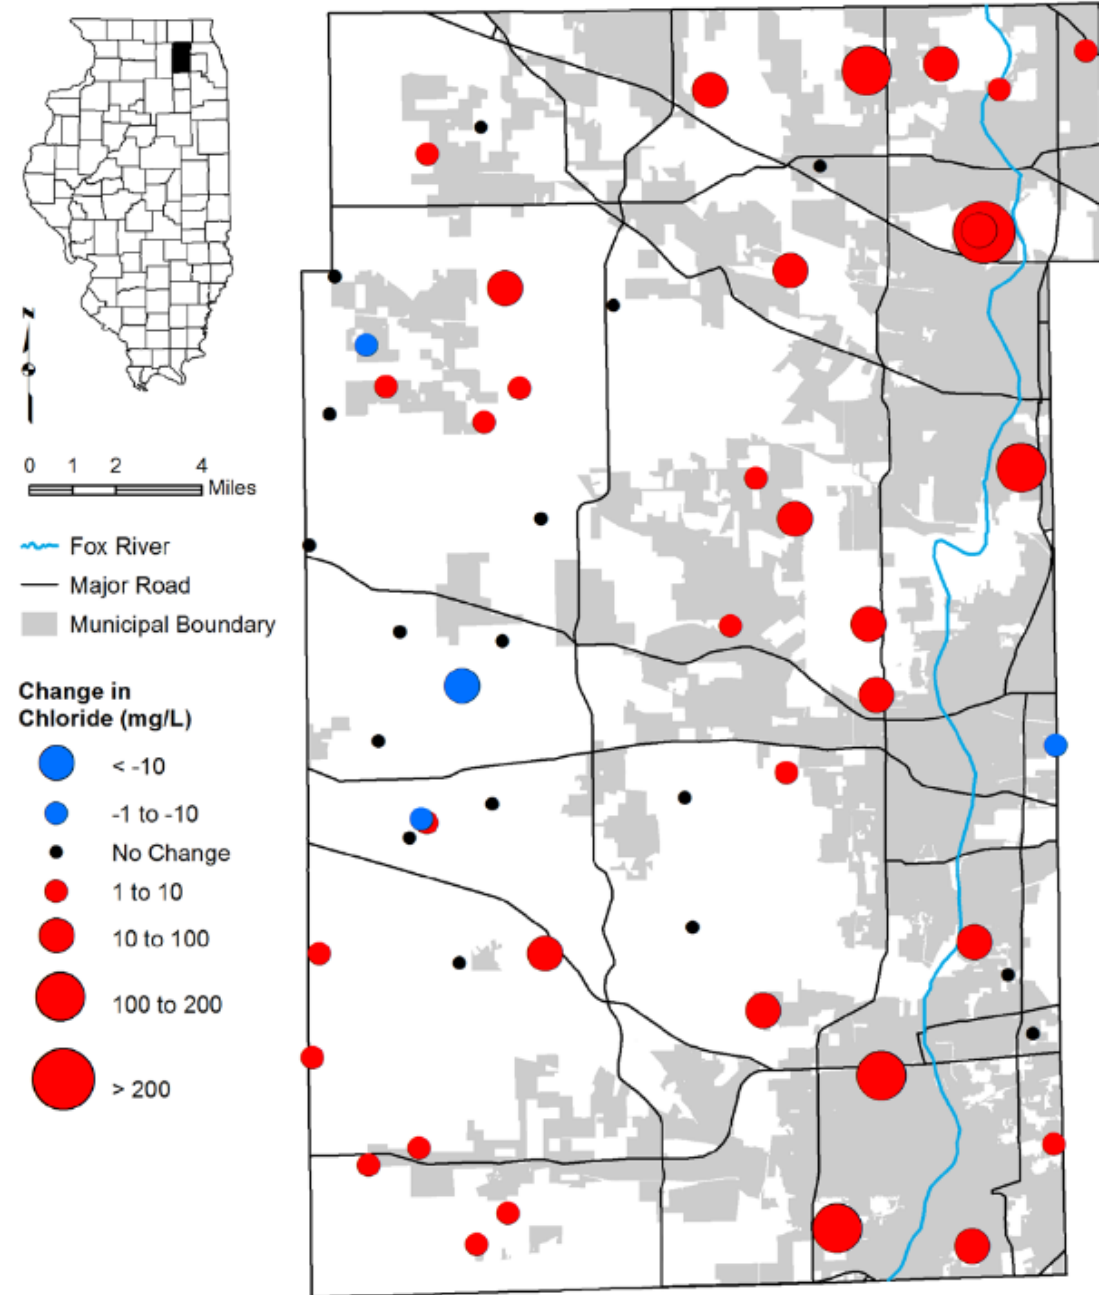 N
0 1 2 4
Miles
Fox River
Major Road
Municipal Boundary
Change in
Chloride (mg/L)
< -10
-1 to -10
No Change
1 to 10
10 to 100
100 to 200
> 200